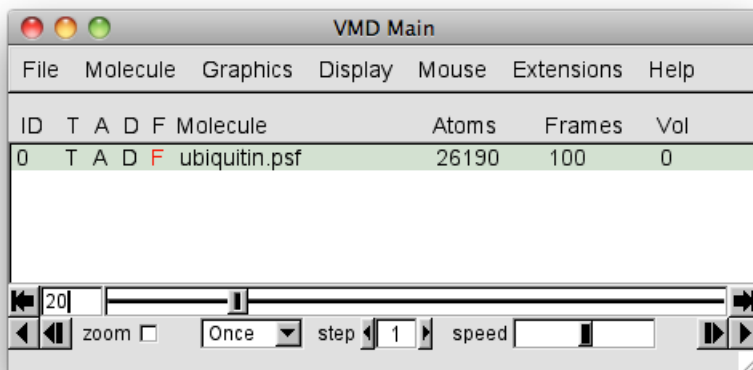 VMD Main
File Molecule Graphics Display Mouse Extensions Help
ID T A D F Molecule Atoms Frames Vol
0 T A D F ubiquitin.psf 26190 100 0
20
zoom Once step 1 speed